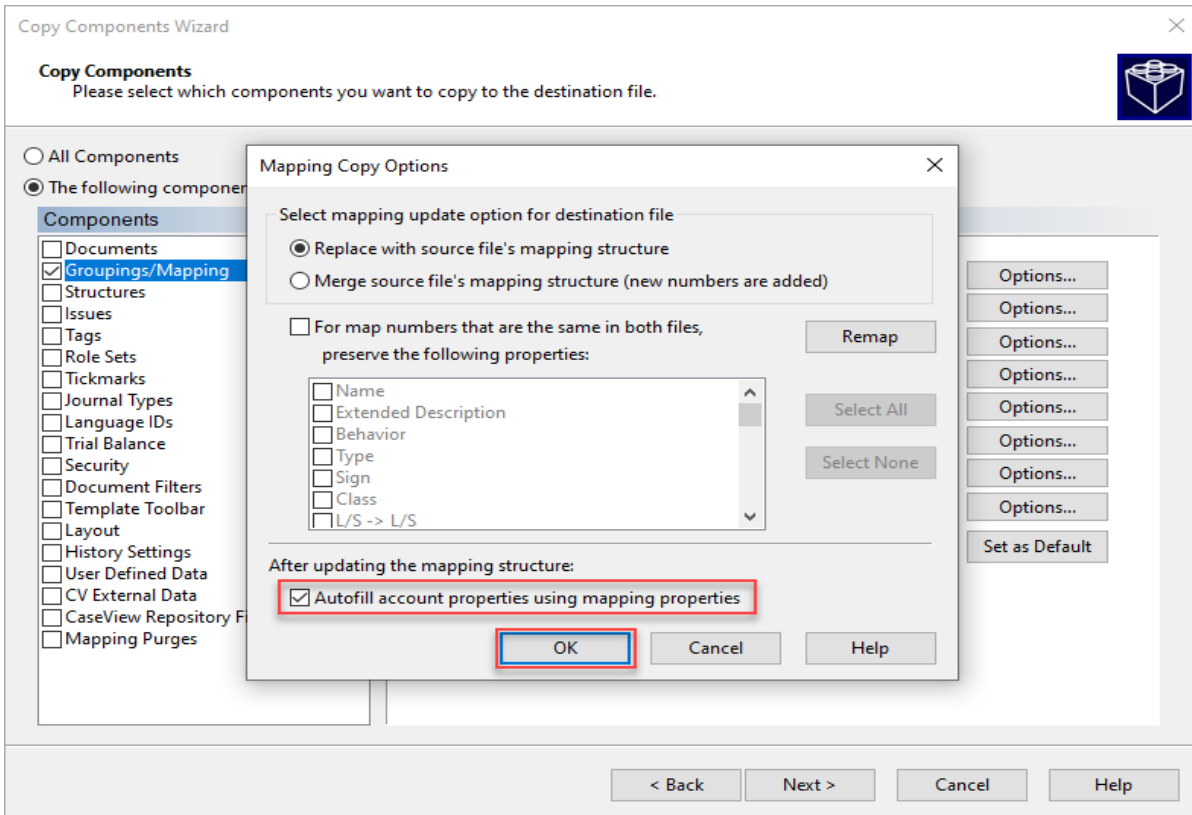 Copy Components Wizard
Copy Components
Please select which components you want to copy to the destination file.
All Components
The following componen
Components
Documents
Groupings/Mapping
Structures
Issues
Tags
Role Sets
Tickmarks
Journal Types
Language IDs
Trial Balance
Security
Document Filters
Template Toolbar
Layout
History Settings
User Defined Data
CV External Data
CaseView Repository Fi
Mapping Purges
Mapping Copy Options
Select mapping update option for destination file
Replace with source file's mapping structure
Merge source file's mapping structure (new numbers are added)
For map numbers that are the same in both files,
preserve the following properties:
Remap
Name
Extended Description
Behavior
Type
Sign
Class
L/S -> L/S
Select All
Select None
After updating the mapping structure:
Autofill account properties using mapping properties
OK
Cancel
Help
Options...
Options...
Options...
Options...
Options...
Options...
Options...
Options...
Set as Default
< Back
Next >
Cancel
Help